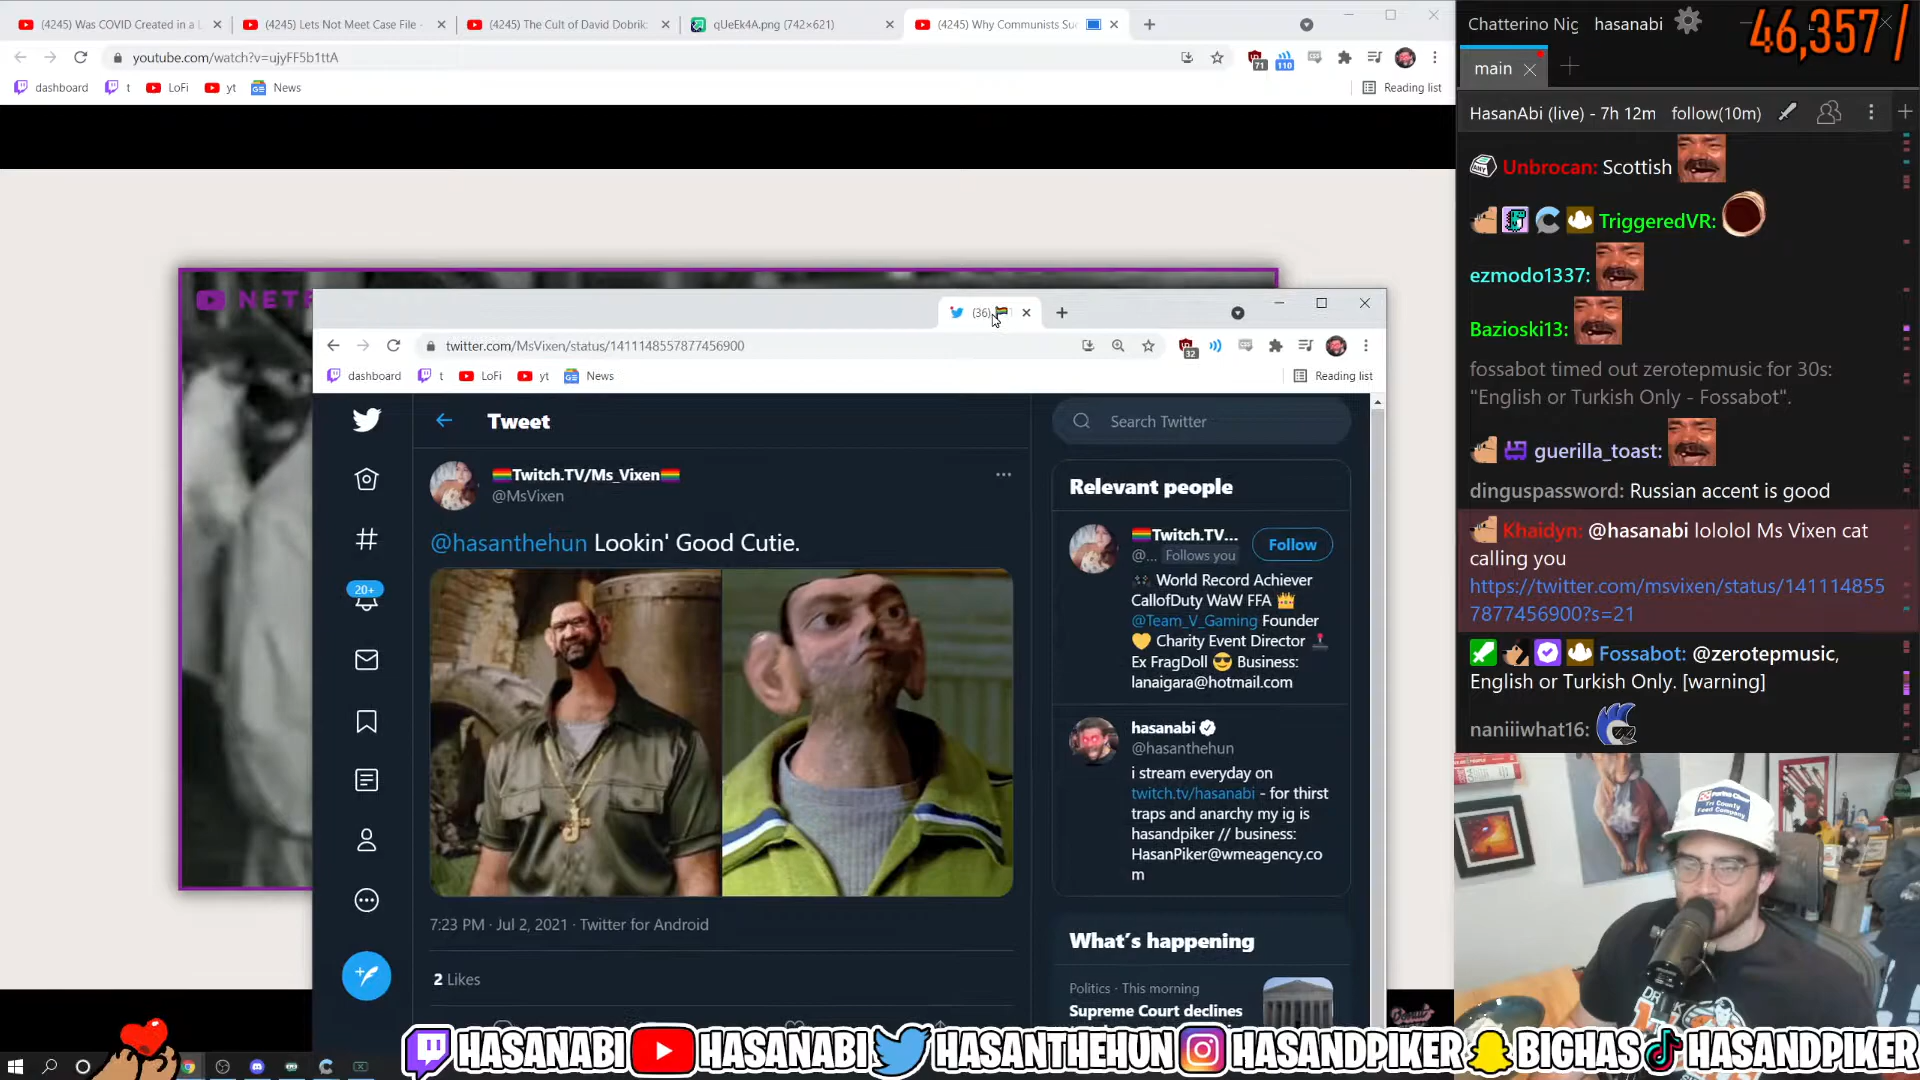 (4245) Was COVID Created in a L
(4245) Lets Not Meet Case File -
(4245) The Cult of David Dobrik:
qUeEk4A.png (742×621)
(4245) Why Communists Suc
youtube.com/watch?v=ujyFF5b1ttA
71
110
dashboard
t
LoFi
yt
News
Reading list
NETF
(36)
twitter.com/MsVixen/status/1411148557877456900
32
dashboard
t
LoFi
yt
News
Reading list
Tweet
Search Twitter
Twitch.TV/Ms_Vixen
@MsVixen
@hasanthehun Lookin' Good Cutie.
20+
7:23 PM · Jul 2, 2021 · Twitter for Android
2 Likes
Relevant people
Twitch.TV...
@... Follows you
Follow
World Record Achiever
CallofDuty WaW FFA
@Team_V_Gaming Founder
Charity Event Director
Ex FragDoll Business:
lanaigara@hotmail.com
hasanabi
@hasanthehun
i stream everyday on
twitch.tv/hasanabi - for thirst
traps and anarchy my ig is
hasandpiker // business:
HasanPiker@wmeagency.co
m
What's happening
Politics · This morning
Supreme Court declines
Chatterino Nig
hasanabi
46,357 /
main
HasanAbi (live) - 7h 12m
follow(10m)
Unbrocan: Scottish
TriggeredVR:
ezmodo1337:
Bazioski13:
fossabot timed out zerotepmusic for 30s:
"English or Turkish Only - Fossabot".
guerilla_toast:
dinguspassword: Russian accent is good
Khaidyn: @hasanabi lololol Ms Vixen cat
calling you
https://twitter.com/msvixen/status/141114855
7877456900?s=21
Fossabot: @zerotepmusic,
English or Turkish Only. [warning]
naniiiwhat16:
HASANABI HASANABI HASANTHEHUN HASANDPIKER BIGHAS HASANDPIKER